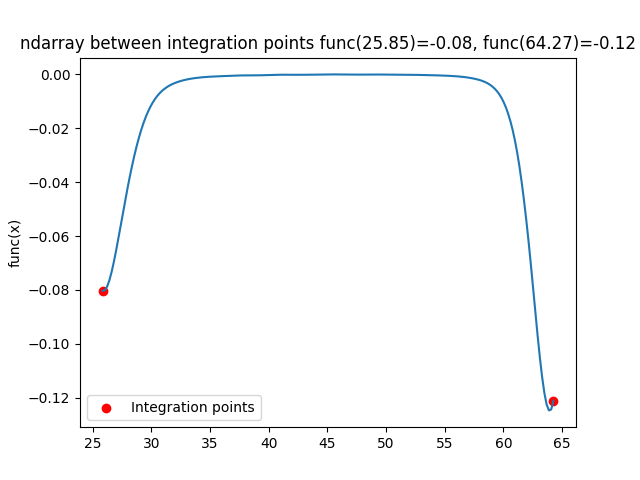 ndarray between integration points func(25.85)=-0.08, func(64.27)=-0.12
0.00
−0.02
−0.04
−0.06
−0.08
−0.10
−0.12
func(x)
Integration points
25 30 35 40 45 50 55 60 65